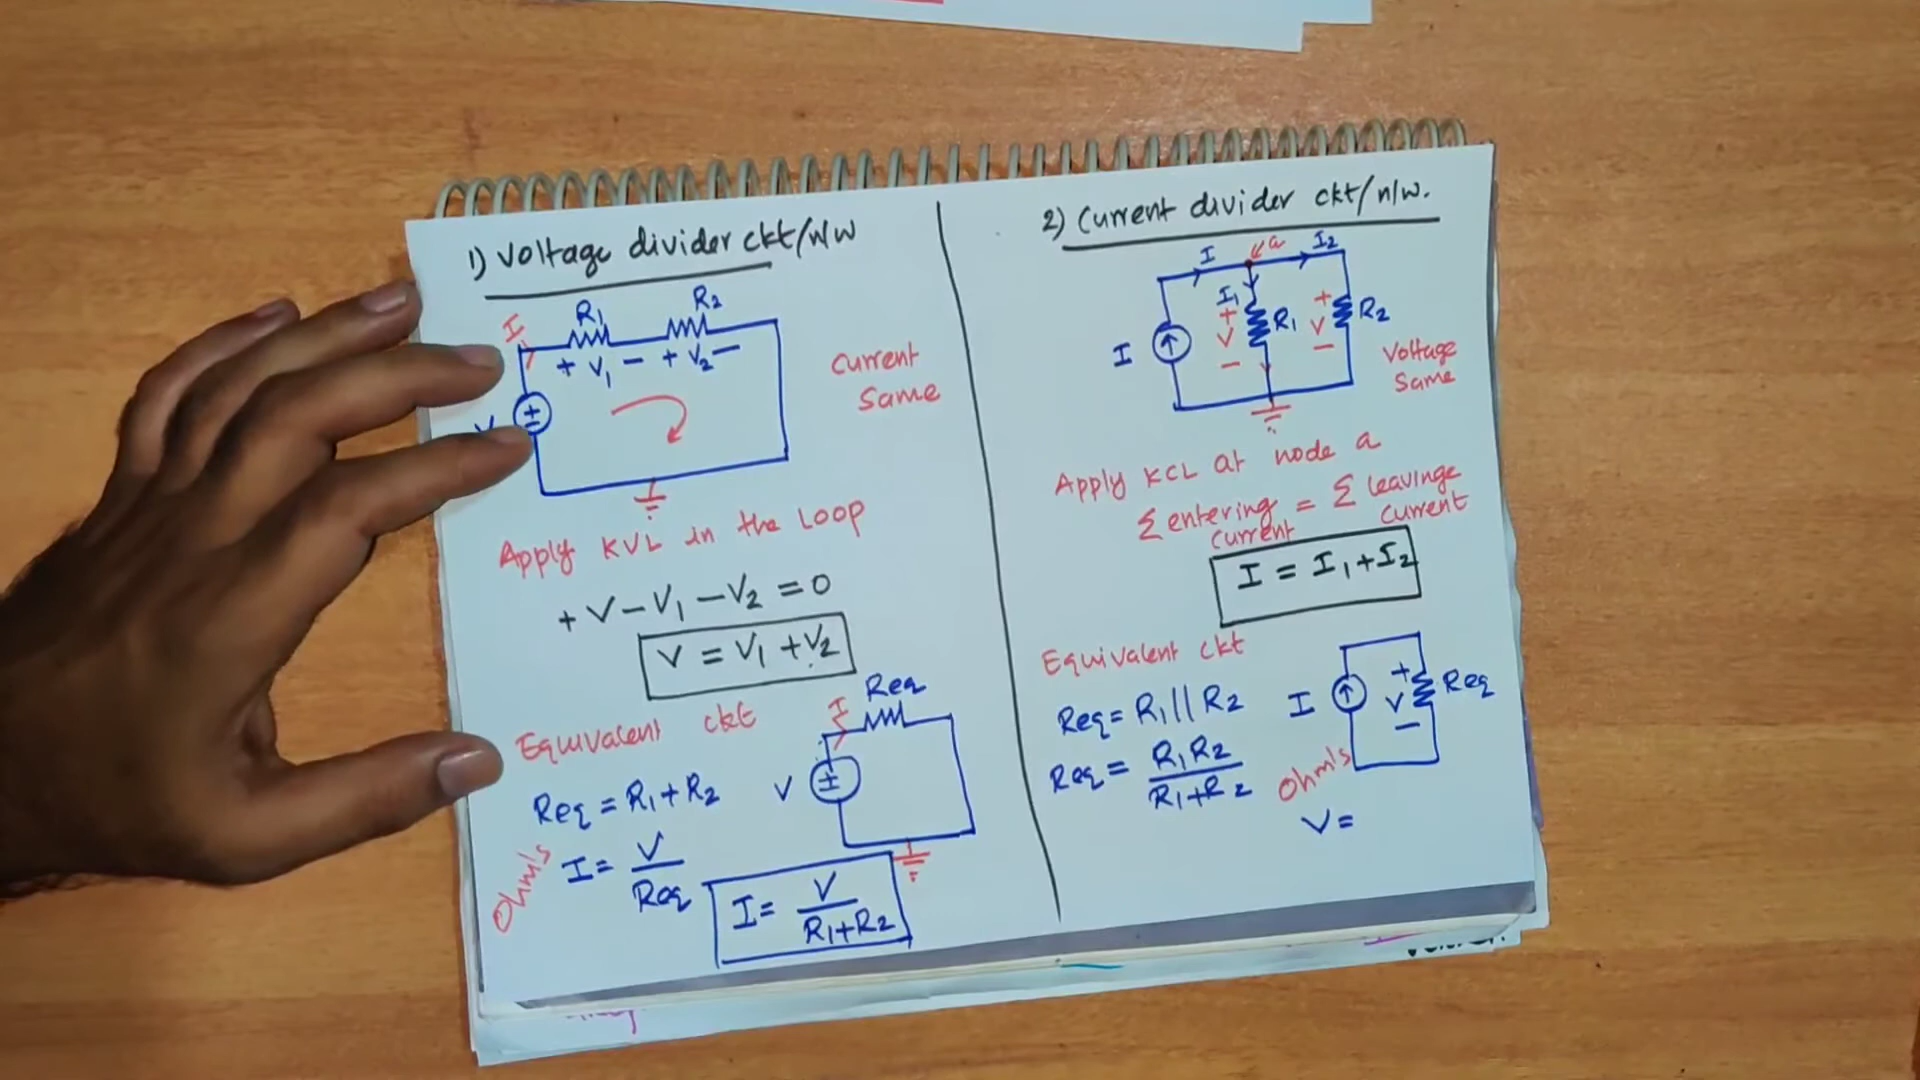 1) Voltage divider ckt/n/w
R1
R2
I
+ V1 - + V2 -
V
+
-
Current
Same
Apply KVL in the Loop
+ V - V1 - V2 = 0
V = V1 + V2
Equivalent ckt
Req
I
V
+
-
Req = R1 + R2
Ohm's
I = V/Req
I = V/R1+R2
2) Current divider ckt/n/w.
a
I
I2
I1
+
V
-
R1
+
V
-
R2
I
Voltage
Same
Apply KCL at node a
Σ entering current = Σ leavinge current
I = I1 + I2
Equivalent ckt
Req = R1 || R2
I
+
V
-
Req
Req = R1R2/R1+R2
Ohm's
V =